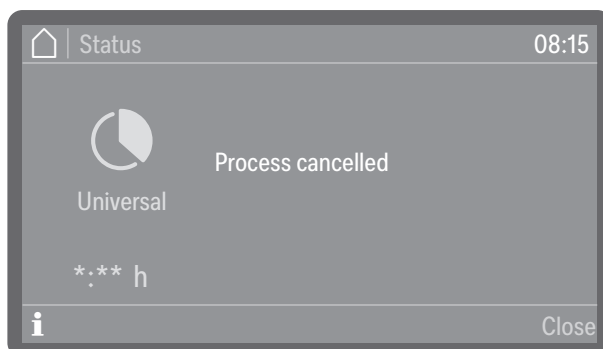 Status 08:15
Process cancelled
Universal
*:** h
i Close